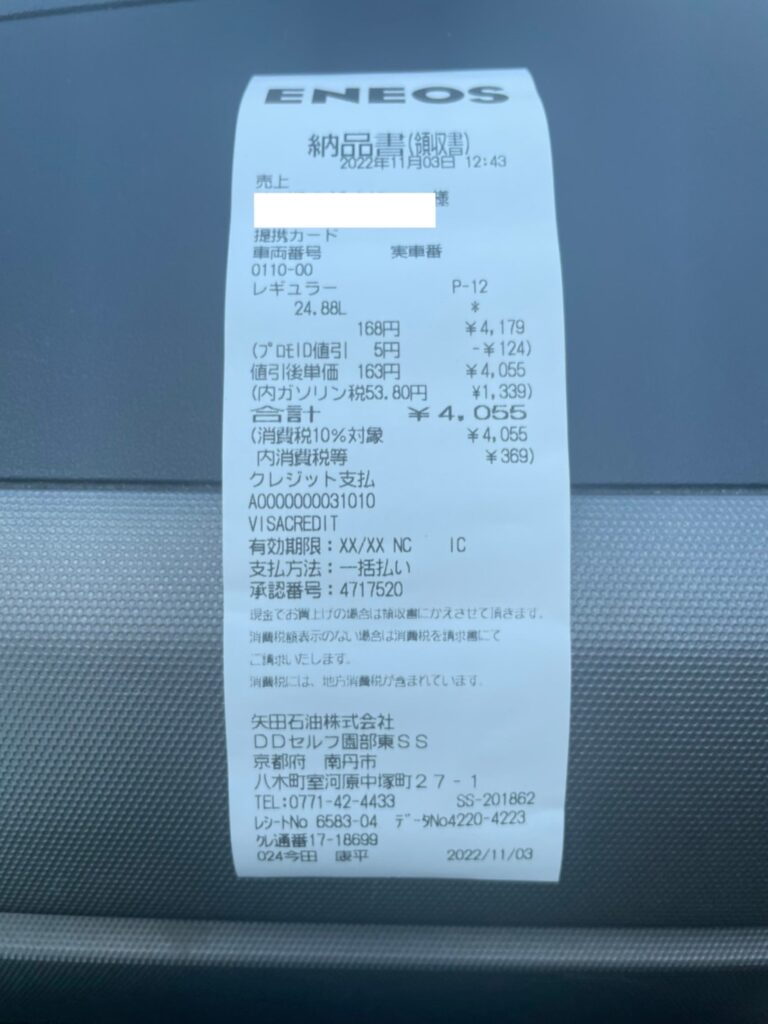 ENEOS
納品書(領収書)
2022年11月03日 12:43
売上
様
提携カード
車両番号 実車番
0110-00
レギュラー P-12
24.88L *
168円 ¥4,179
(プロモID値引 5円 -¥124)
値引後単価 163円 ¥4,055
(内ガソリン税53.80円 ¥1,339)
合計 ¥4,055
(消費税10%対象 ¥4,055
内消費税等 ¥369)
クレジット支払
A0000000031010
VISACREDIT
有効期限:XX/XX NC IC
支払方法:一括払い
承認番号:4717520
現金でお買上げの場合は領収書にかえさせて頂きます。
消費税額表示のない場合は消費税を請求書にて
ご請求いたします。
消費税には、地方消費税が含まれています。
矢田石油株式会社
DDセルフ園部東SS
京都府 南丹市
八木町室河原中塚町27-1
TEL:0771-42-4433 SS-201862
レシートNo 6583-04 データNo4220-4223
クレ通番17-18699
024今田 康平 2022/11/03